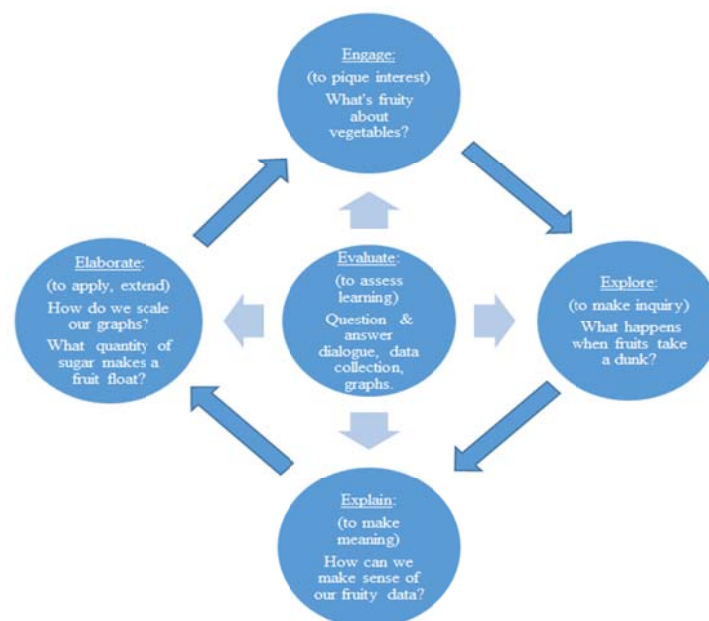 Engage:
(to pique interest)
What's fruity
about
vegetables?
Elaborate:
(to apply, extend)
How do we scale
our graphs?
What quantity of
sugar makes a
fruit float?
Evaluate:
(to assess
learning)
Question &
answer
dialogue, data
collection,
graphs.
Explore:
(to make inquiry)
What happens
when fruits take
a dunk?
Explain:
(to make
meaning)
How can we
make sense of
our fruity data?